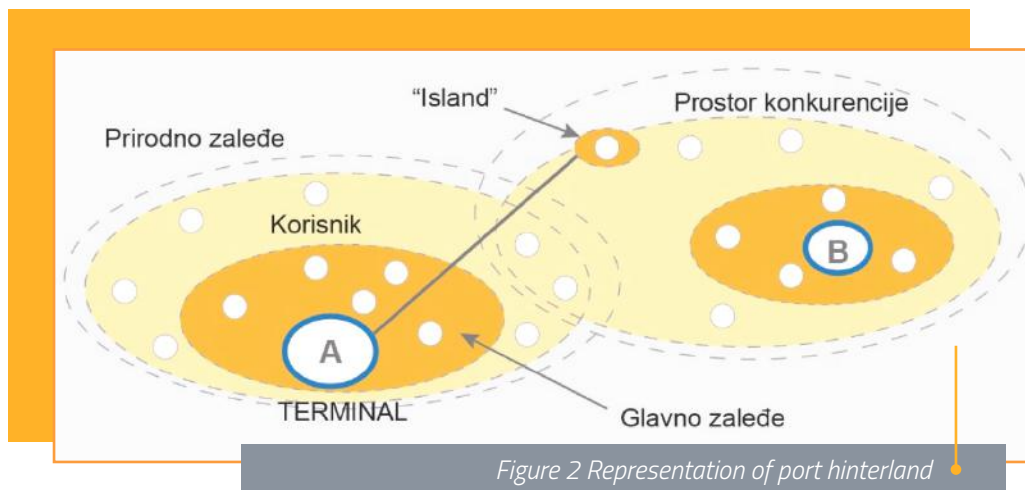 “Island”
Prostor konkurencije
Prirodno zaleđe
Korisnik
B
A
TERMINAL
Glavno zaleđe
Figure 2 Representation of port hinterland